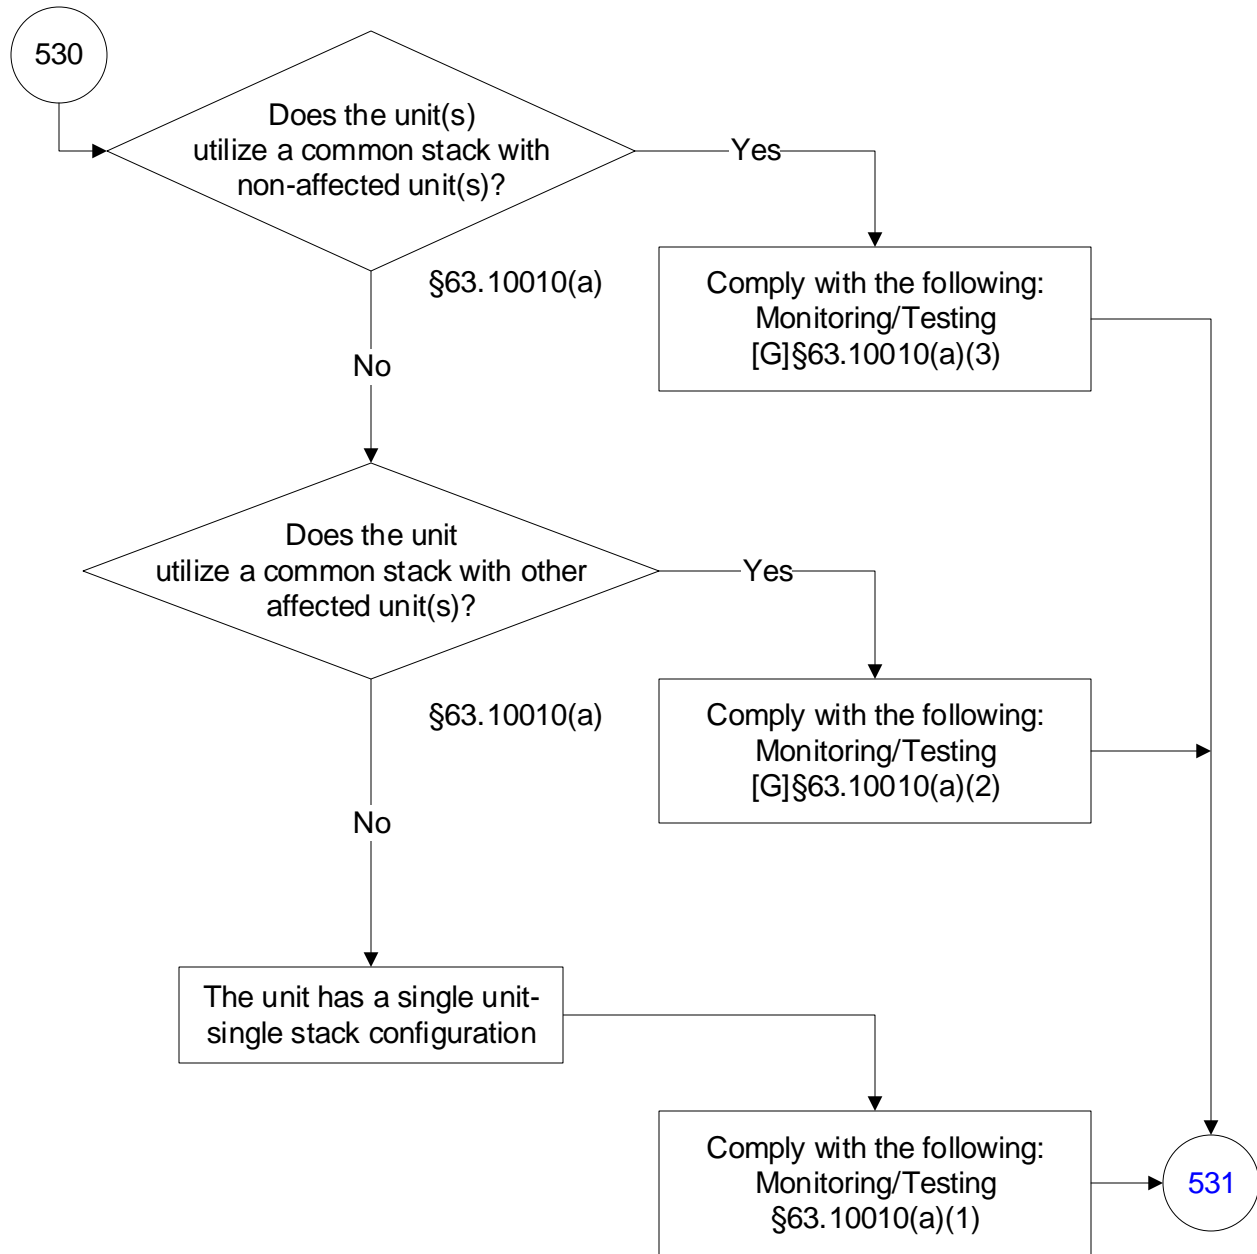 530
Does the unit(s)
utilize a common stack with
non-affected unit(s)?
Yes
§63.10010(a)
Comply with the following:
Monitoring/Testing
[G]§63.10010(a)(3)
No
Does the unit
utilize a common stack with other
affected unit(s)?
Yes
§63.10010(a)
Comply with the following:
Monitoring/Testing
[G]§63.10010(a)(2)
No
The unit has a single unit-
single stack configuration
Comply with the following:
Monitoring/Testing
§63.10010(a)(1)
531